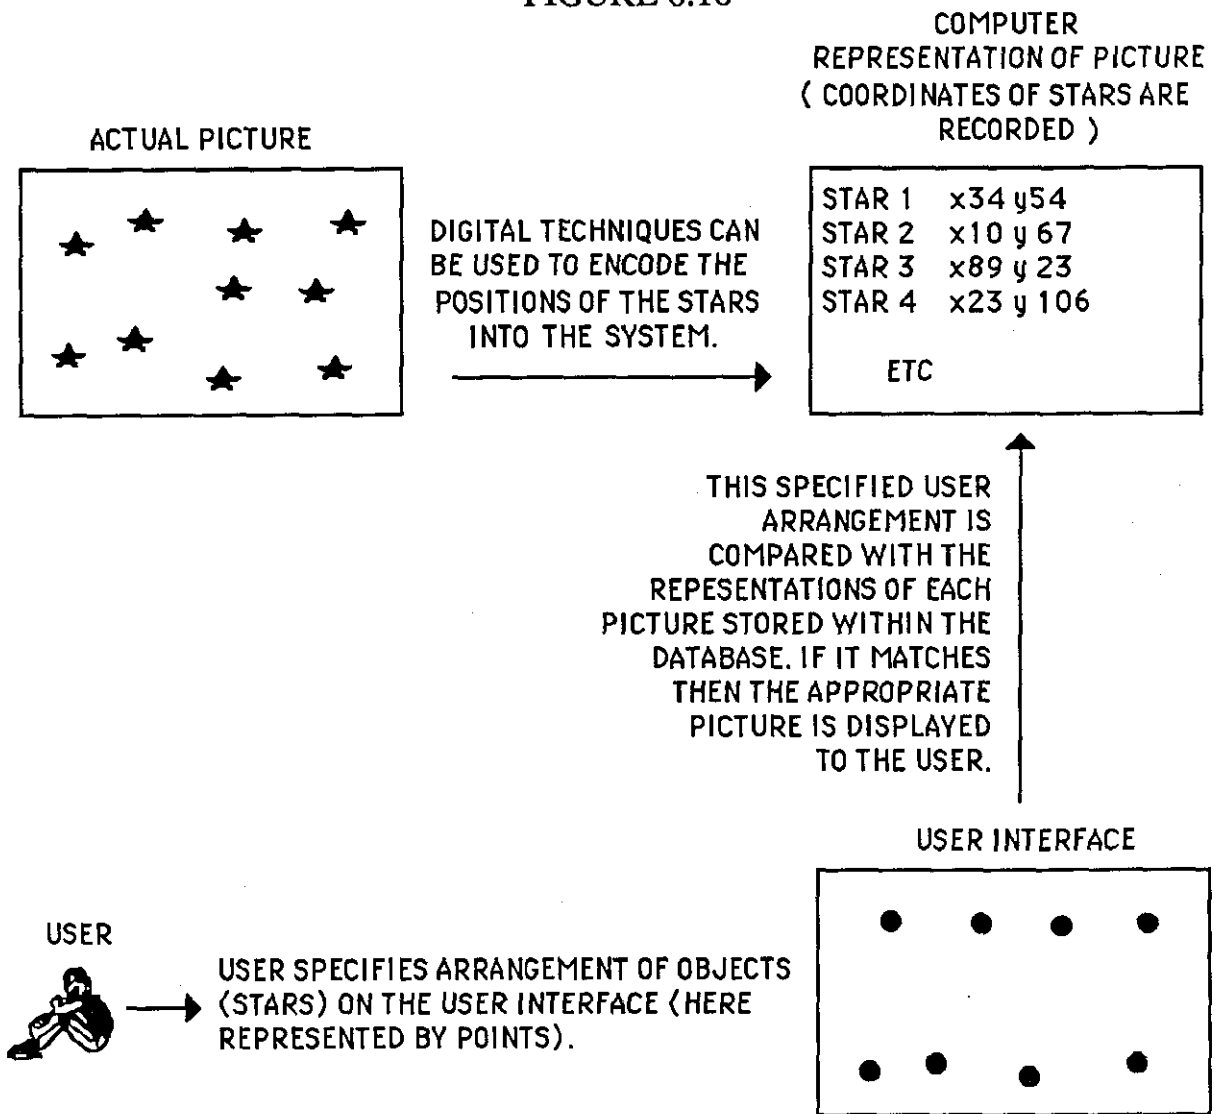 COMPUTER
REPRESENTATION OF PICTURE
( COORDINATES OF STARS ARE
RECORDED )
ACTUAL PICTURE
STAR 1 x34 y54
STAR 2 x10 y 67
STAR 3 x89 y 23
STAR 4 x23 y 106
ETC
DIGITAL TECHNIQUES CAN
BE USED TO ENCODE THE
POSITIONS OF THE STARS
INTO THE SYSTEM.
THIS SPECIFIED USER
ARRANGEMENT IS
COMPARED WITH THE
REPESENTATIONS OF EACH
PICTURE STORED WITHIN THE
DATABASE. IF IT MATCHES
THEN THE APPROPRIATE
PICTURE IS DISPLAYED
TO THE USER.
USER INTERFACE
USER
USER SPECIFIES ARRANGEMENT OF OBJECTS
(STARS) ON THE USER INTERFACE (HERE
REPRESENTED BY POINTS).